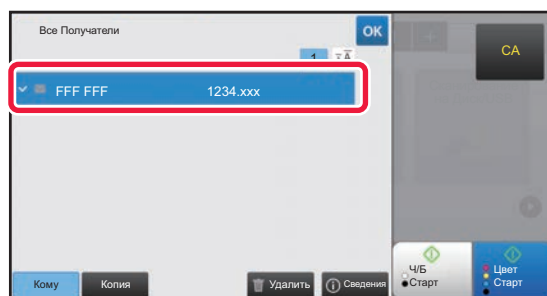 Все Получатели
OK
1
CA
FFF FFF 1234.xxx
Кому
Копия
Удалить
Сведения
Ч/Б
Старт
Цвет
Старт